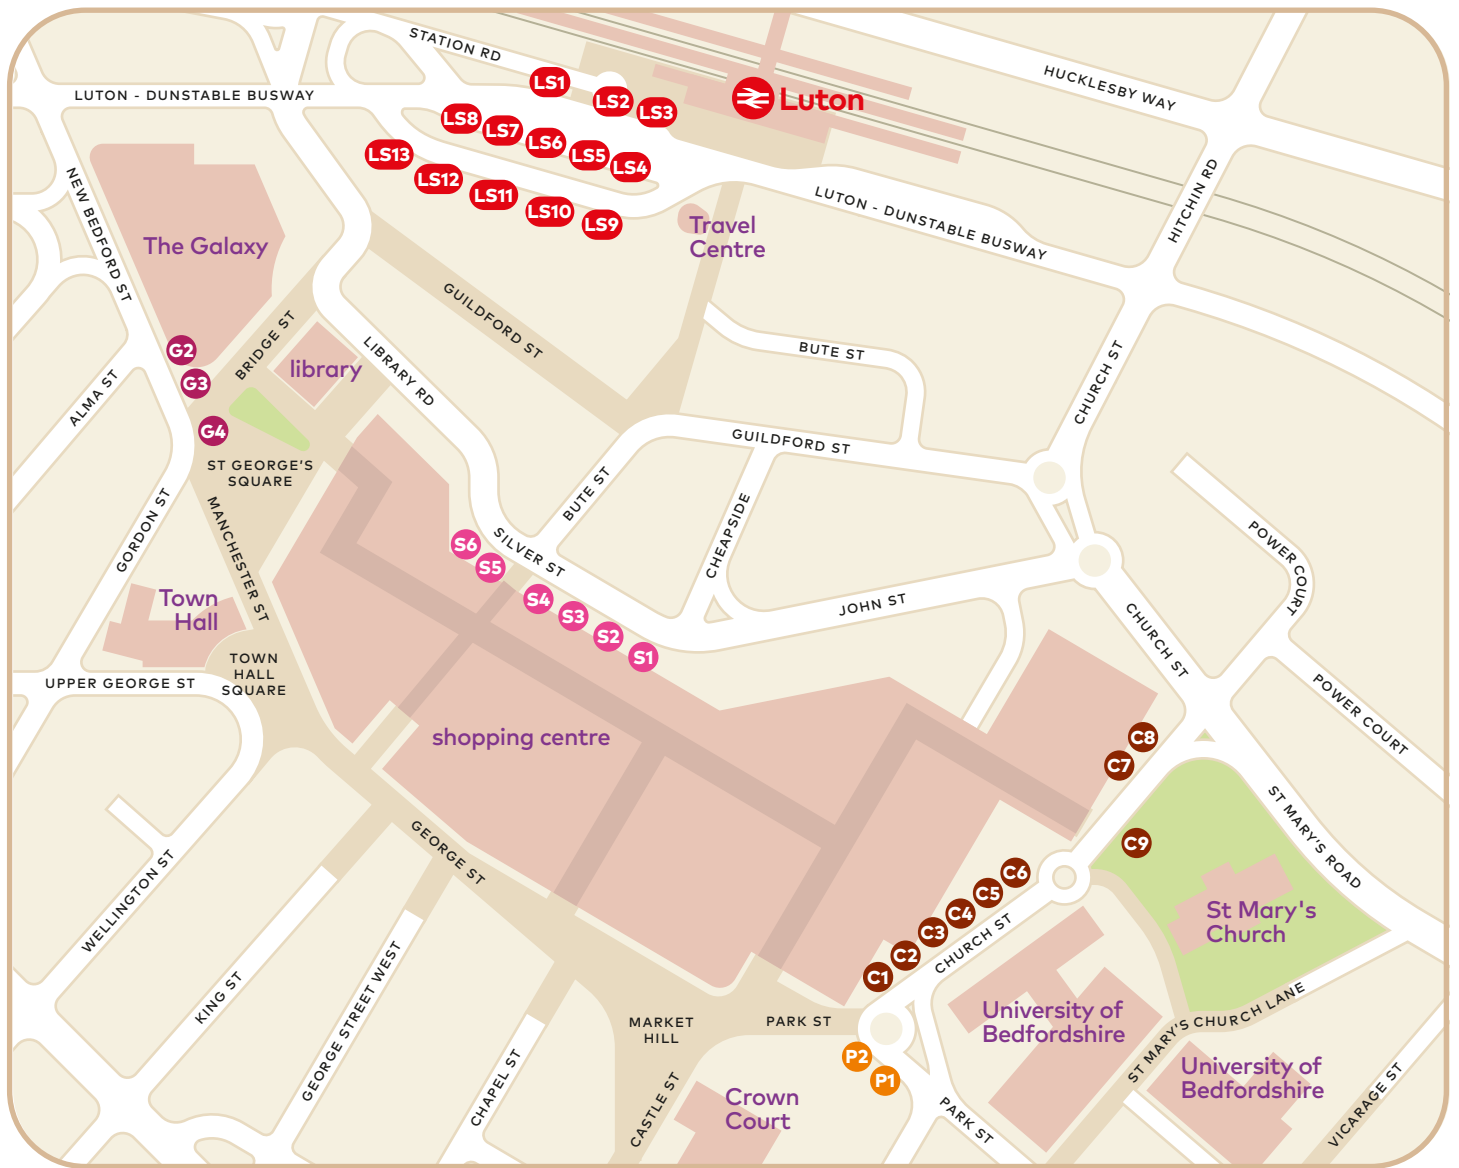 STATION RD
HUCKLESBY WAY
LS1
LUTON - DUNSTABLE BUSWAY
LS2
LS3
Luton
LS8
LS7
LS6
LS5
LS4
LS13
LS12
LS11
LS10
LS9
NEW BEDFORD ST
HITCHIN RD
LUTON - DUNSTABLE BUSWAY
Travel
Centre
The Galaxy
GUILDFORD ST
BRIDGE ST
G2
G3
G4
library
LIBRARY RD
BUTE ST
CHURCH ST
ALMA ST
GUILDFORD ST
ST GEORGE'S
SQUARE
BUTE ST
CHEAPSIDE
GORDON ST
MANCHESTER ST
S6
S5
SILVER ST
S4
S3
S2
S1
POWER COURT
JOHN ST
Town
Hall
CHURCH ST
TOWN
HALL
SQUARE
UPPER GEORGE ST
POWER COURT
shopping centre
C8
C7
ST MARY'S ROAD
C9
GEORGE ST
WELLINGTON ST
C6
C5
C4
C3
C2
C1
CHURCH ST
St Mary's
Church
KING ST
GEORGE STREET WEST
MARKET
HILL
PARK ST
University of
Bedfordshire
ST MARY'S CHURCH LANE
P2
P1
CHAPEL ST
CASTLE ST
Crown
Court
PARK ST
University of
Bedfordshire
VICARAGE ST